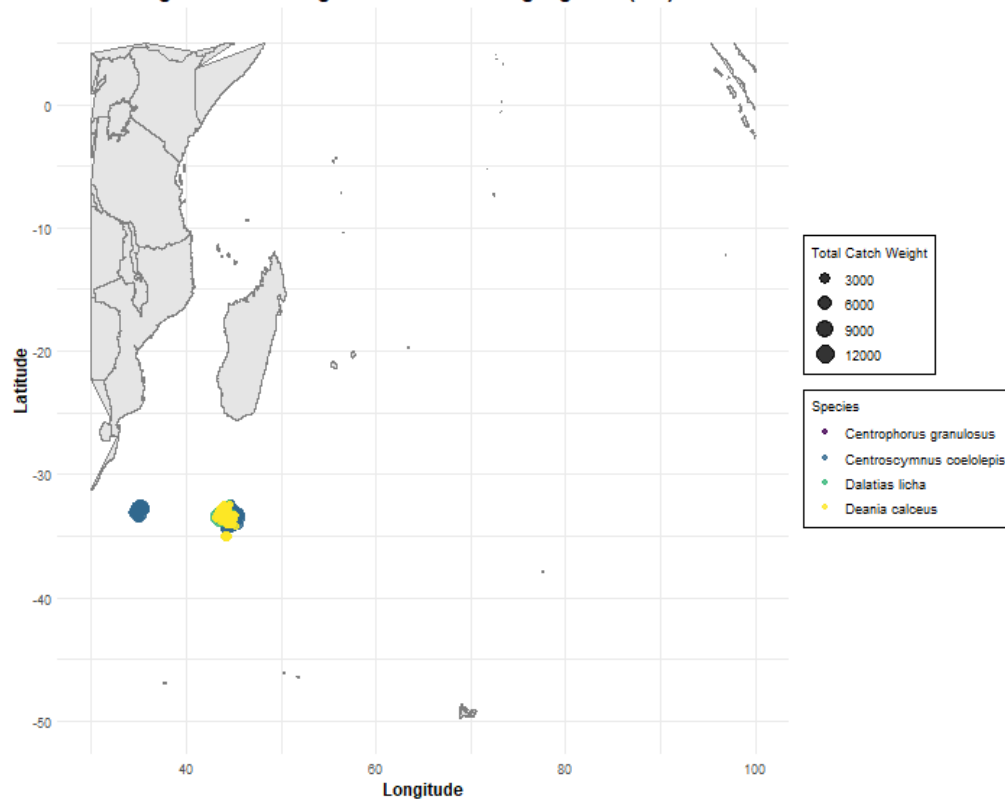 0
-10
-20
-30
-40
-50
Latitude
40 60 80 100
Longitude
Total Catch Weight
3000
6000
9000
12000
Species
Centrophorus granulosus
Centroscymnus coelolepis
Dalatias licha
Deania calceus